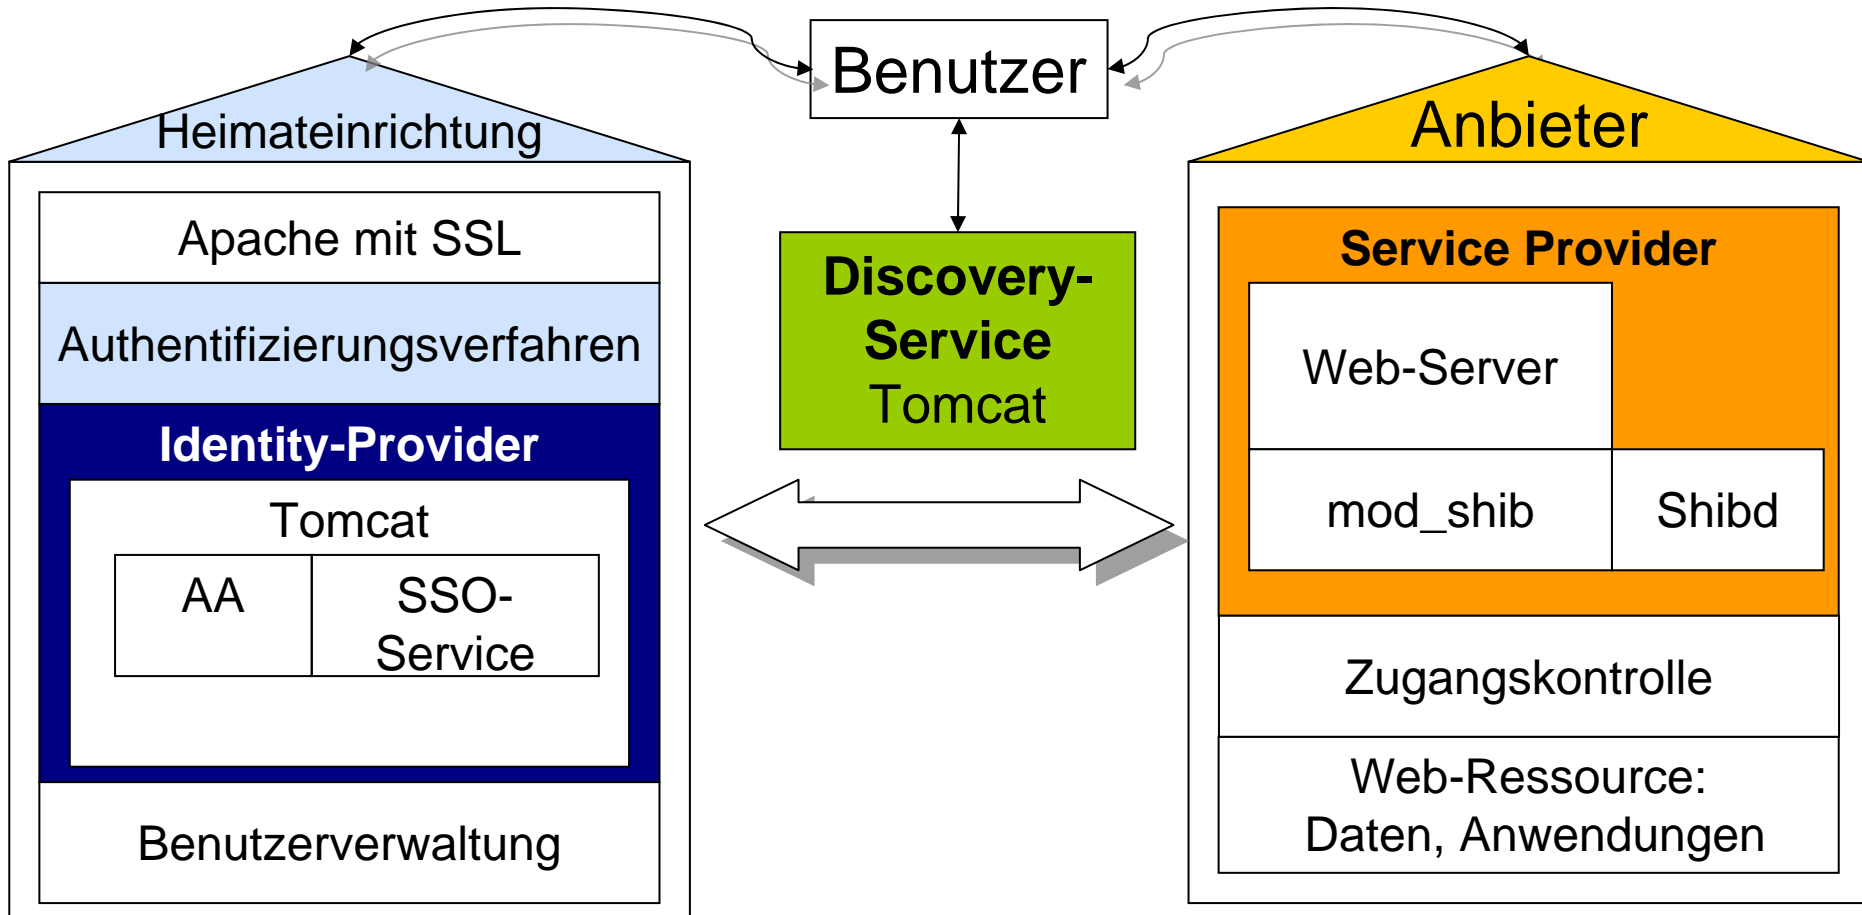 Benutzer
Heimateinrichtung
Apache mit SSL
Authentifizierungsverfahren
Identity-Provider
Tomcat
AA
SSO-
Service
Benutzerverwaltung
Discovery-
Service
Tomcat
Anbieter
Service Provider
Web-Server
mod_shib
Shibd
Zugangskontrolle
Web-Ressource:
Daten, Anwendungen